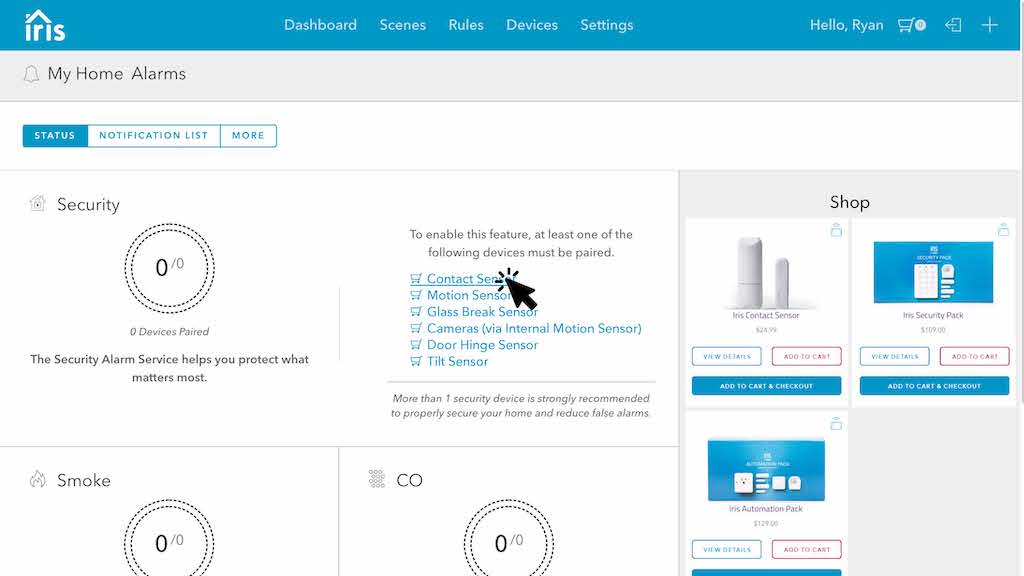 iris
Dashboard
Scenes
Rules
Devices
Settings
Hello, Ryan
0
My Home Alarms
STATUS
NOTIFICATION LIST
MORE
Security
0/0
0 Devices Paired
The Security Alarm Service helps you protect what
matters most.
To enable this feature, at least one of the
following devices must be paired.
Contact
Motion Sensor
Glass Break Sensor
Cameras (via Internal Motion Sensor)
Door Hinge Sensor
Tilt Sensor
More than 1 security device is strongly recommended
to properly secure your home and reduce false alarms.
Smoke
0/0
CO
0/0
Shop
Iris Contact Sensor
$24.99
VIEW DETAILS
ADD TO CART
ADD TO CART & CHECKOUT
SECURITY PACK
Iris Security Pack
$109.00
VIEW DETAILS
ADD TO CART
ADD TO CART & CHECKOUT
AUTOMATION PACK
Iris Automation Pack
$129.00
VIEW DETAILS
ADD TO CART